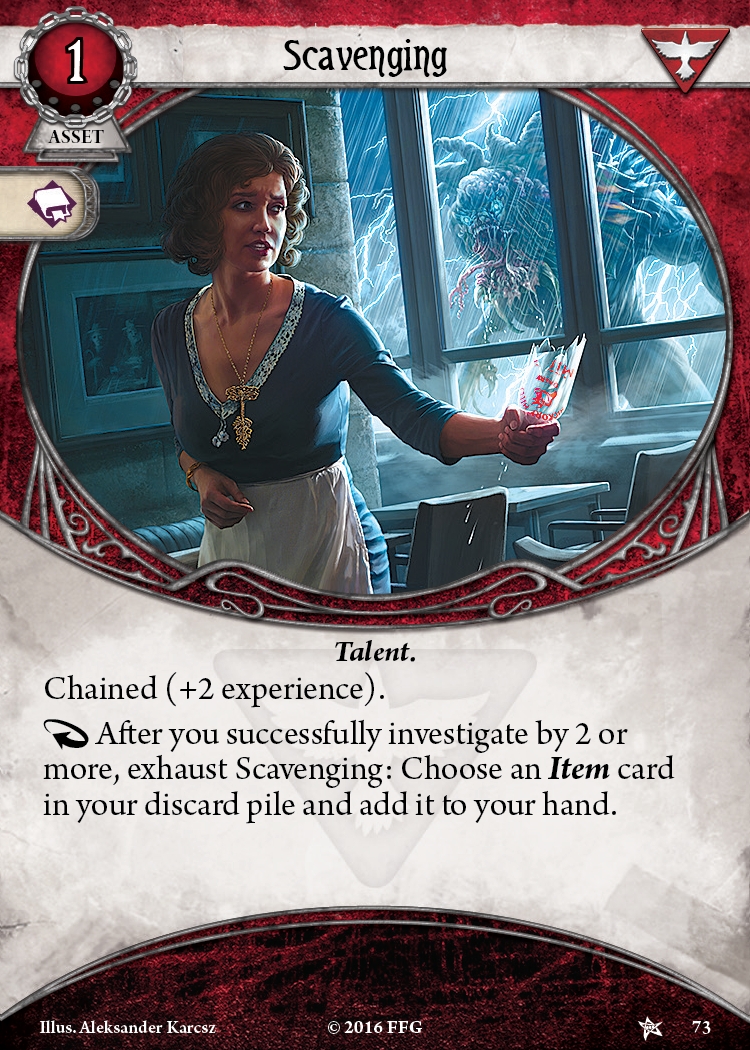 1
Scavenging
ASSET
Talent.
Chained (+2 experience).
After you successfully investigate by 2 or
more, exhaust Scavenging: Choose an Item card
in your discard pile and add it to your hand.
Illus. Aleksander Karcsz
© 2016 FFG
73